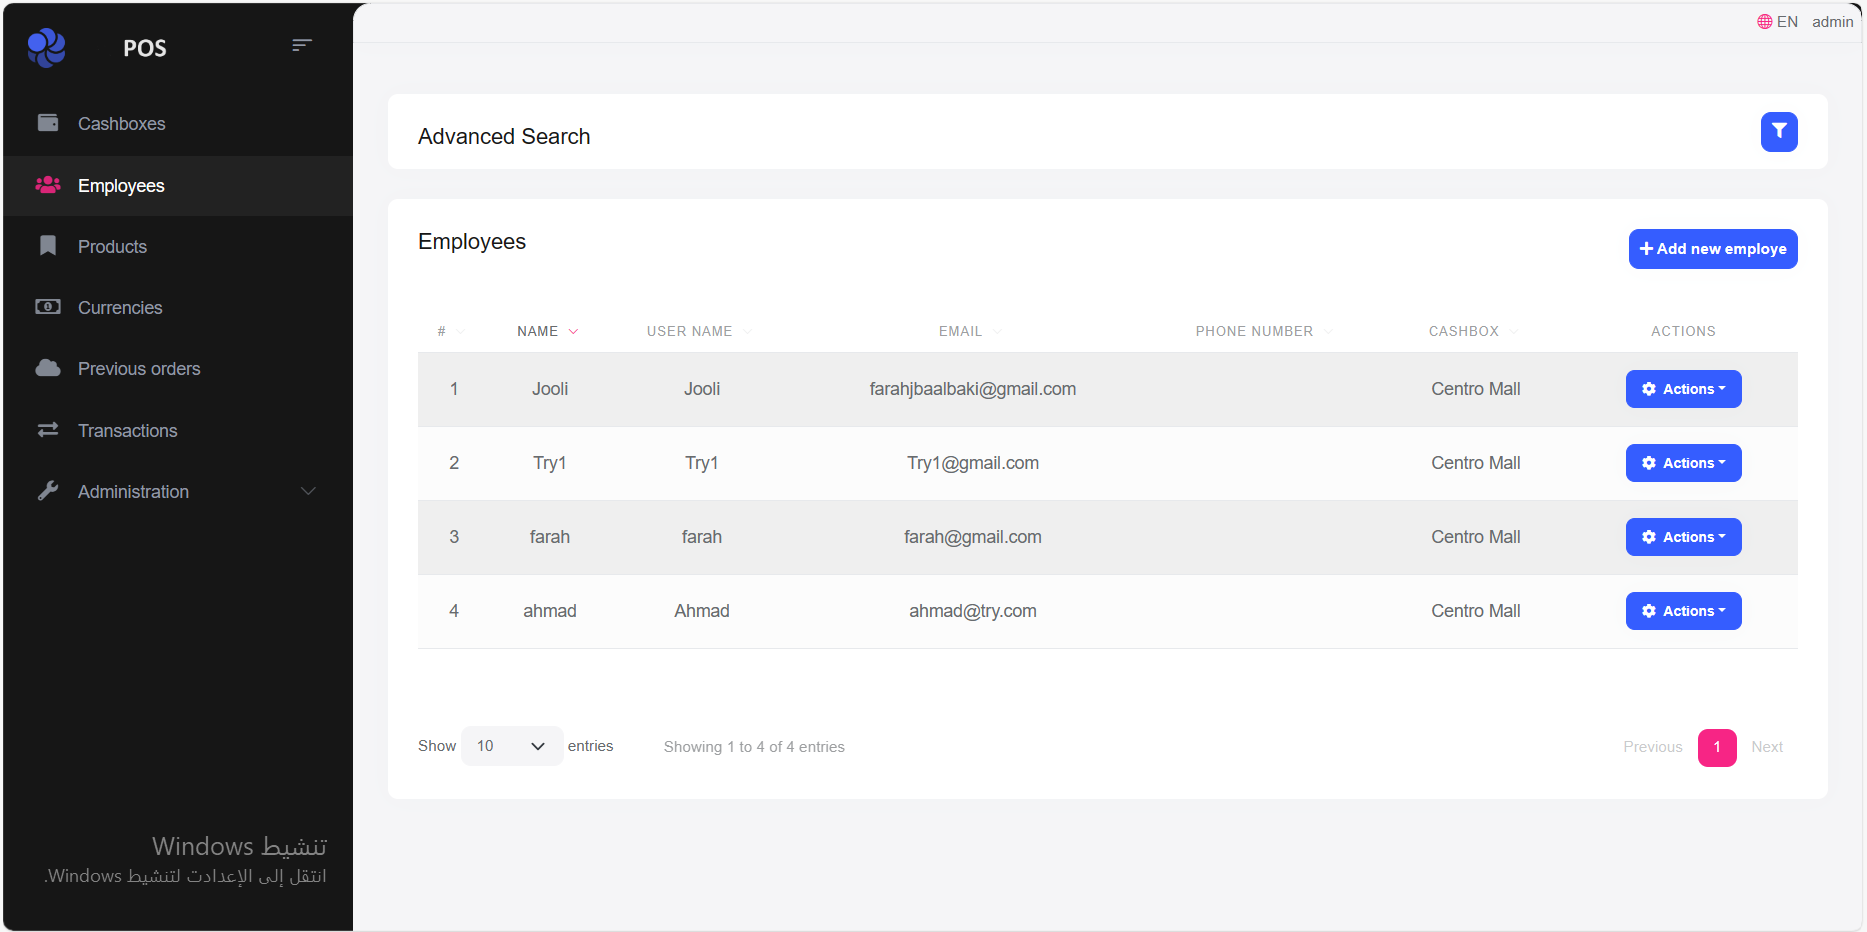 POS
EN admin
Cashboxes
Employees
Products
Currencies
Previous orders
Transactions
Administration
تنشيط Windows
انتقل إلى الإعدادت لتنشيط Windows.
Advanced Search
Employees
Add new employe
# NAME USER NAME EMAIL PHONE NUMBER CASHBOX ACTIONS
1 Jooli Jooli farahjbaalbaki@gmail.com Centro Mall Actions
2 Try1 Try1 Try1@gmail.com Centro Mall Actions
3 farah farah farah@gmail.com Centro Mall Actions
4 ahmad Ahmad ahmad@try.com Centro Mall Actions
Show 10 entries Showing 1 to 4 of 4 entries Previous 1 Next